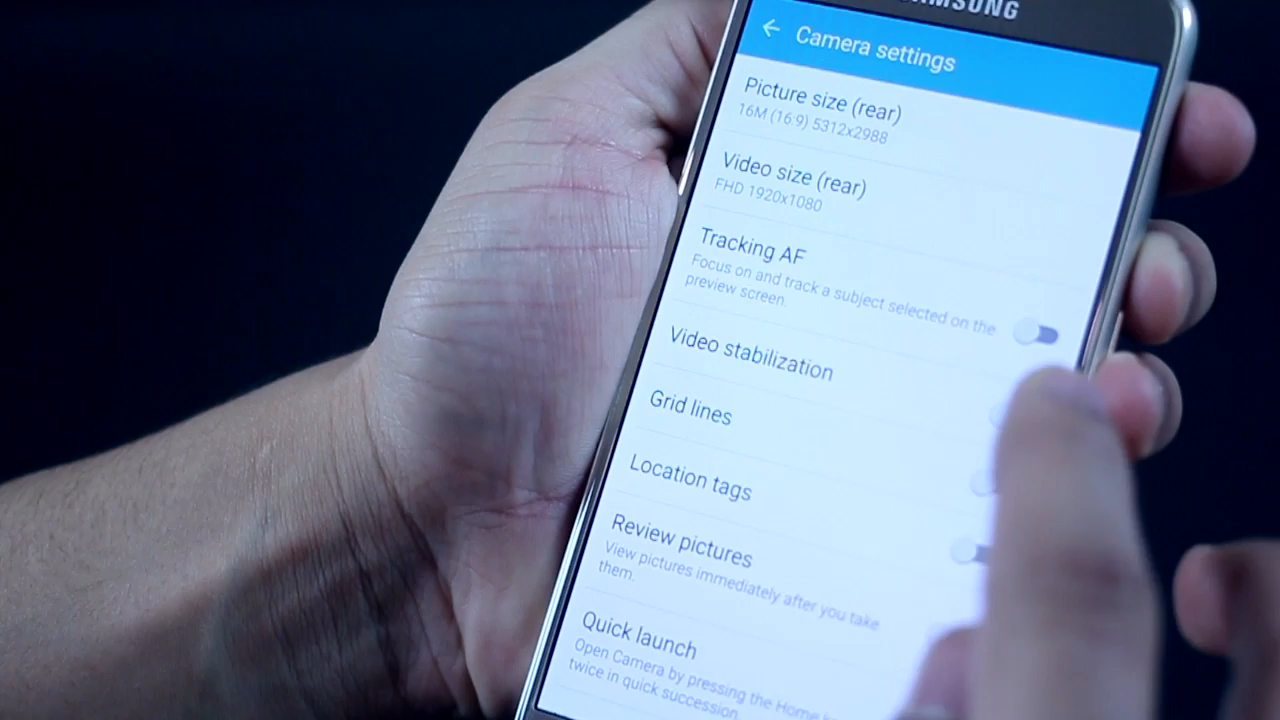 SAMSUNG
Camera settings
Picture size (rear)
16M (16:9) 5312x2988
Video size (rear)
FHD 1920x1080
Tracking AF
Focus on and track a subject selected on the
preview screen.
Video stabilization
Grid lines
Location tags
Review pictures
View pictures immediately after you take
them.
Quick launch
Open Camera by pressing the Home
twice in quick succession.